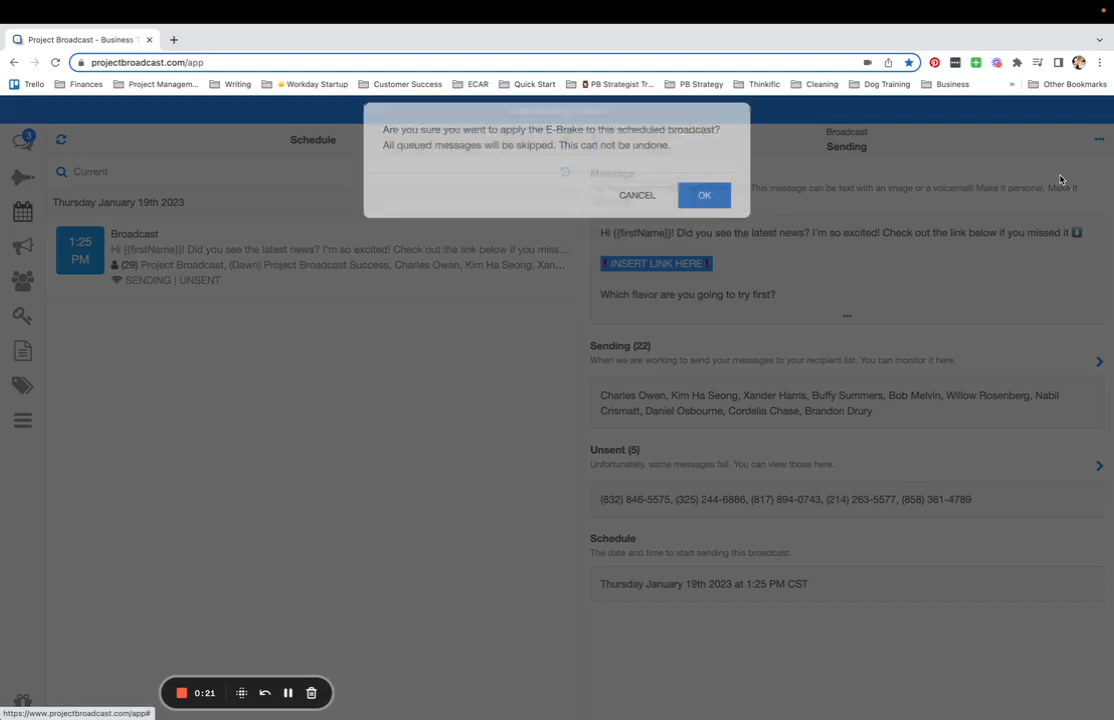 Project Broadcast - Business T
projectbroadcast.com/app
Trello
Finances
Project Managem...
Writing
Workday Startup
Customer Success
ECAR
Quick Start
PB Strategist Tr...
PB Strategy
Thinkific
Cleaning
Dog Training
Business
»
Other Bookmarks
3
Schedule
Broadcast
Sending
Are you sure you want to apply the E-Brake to this scheduled broadcast?
All queued messages will be skipped. This can not be undone.
CANCEL
OK
Current
Message
This message can be text with an image or a voicemail! Make it personal. Make it
Thursday January 19th 2023
1:25
PM
Broadcast
Hi {{firstName}}! Did you see the latest news? I'm so excited! Check out the link below if you miss...
(29) Project Broadcast, (Dawn) Project Broadcast Success, Charles Owen, Kim Ha Seong, Xan...
SENDING | UNSENT
Hi {{firstName}}! Did you see the latest news? I'm so excited! Check out the link below if you missed it ⬇️
❗INSERT LINK HERE❗
Which flavor are you going to try first?
Sending (22)
When we are working to send your messages to your recipient list. You can monitor it here.
Charles Owen, Kim Ha Seong, Xander Harris, Buffy Summers, Bob Melvin, Willow Rosenberg, Nabil
Crismatt, Daniel Osbourne, Cordelia Chase, Brandon Drury
Unsent (5)
Unfortunately, some messages fail. You can view those here.
(832) 846-5575, (325) 244-6886, (817) 894-0743, (214) 263-5577, (858) 361-4789
Schedule
The date and time to start sending this broadcast.
Thursday January 19th 2023 at 1:25 PM CST
0:21
https://www.projectbroadcast.com/app#